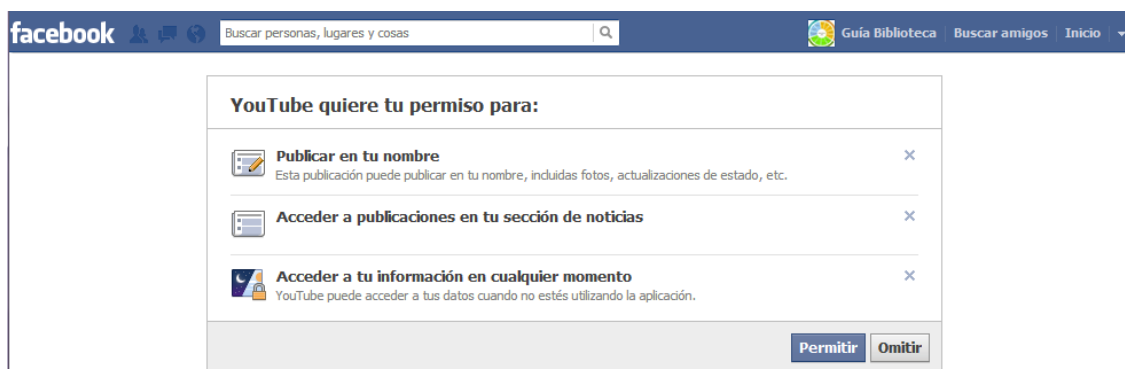 facebook Buscar personas, lugares y cosas Guía Biblioteca Buscar amigos Inicio
YouTube quiere tu permiso para:
Publicar en tu nombre
Esta publicación puede publicar en tu nombre, incluidas fotos, actualizaciones de estado, etc.
Acceder a publicaciones en tu sección de noticias
Acceder a tu información en cualquier momento
YouTube puede acceder a tus datos cuando no estés utilizando la aplicación.
Permitir Omitir